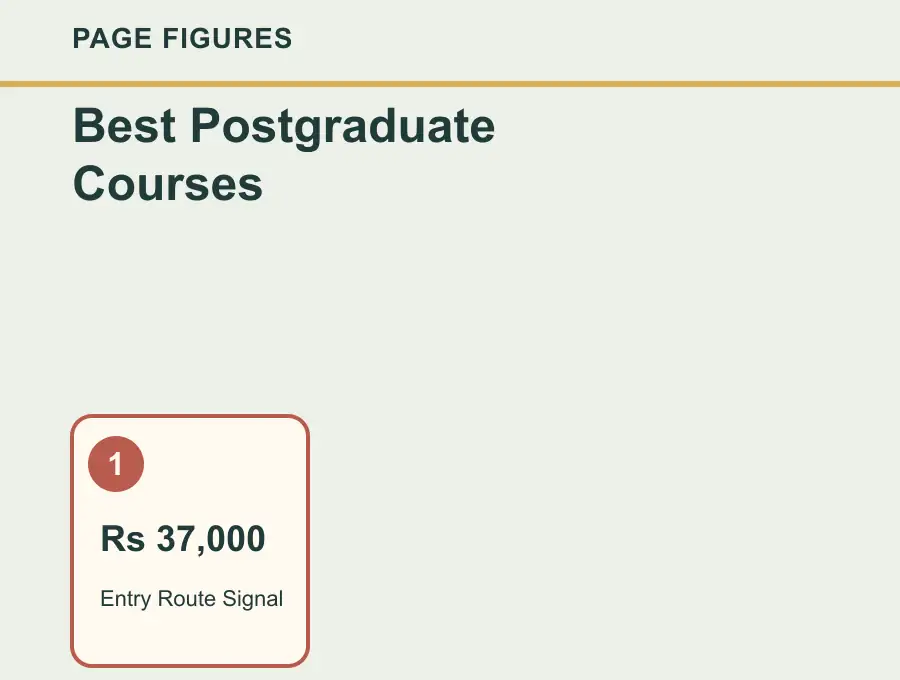 PAGE FIGURES
Best Postgraduate
Courses
1
Rs 37,000
Entry Route Signal